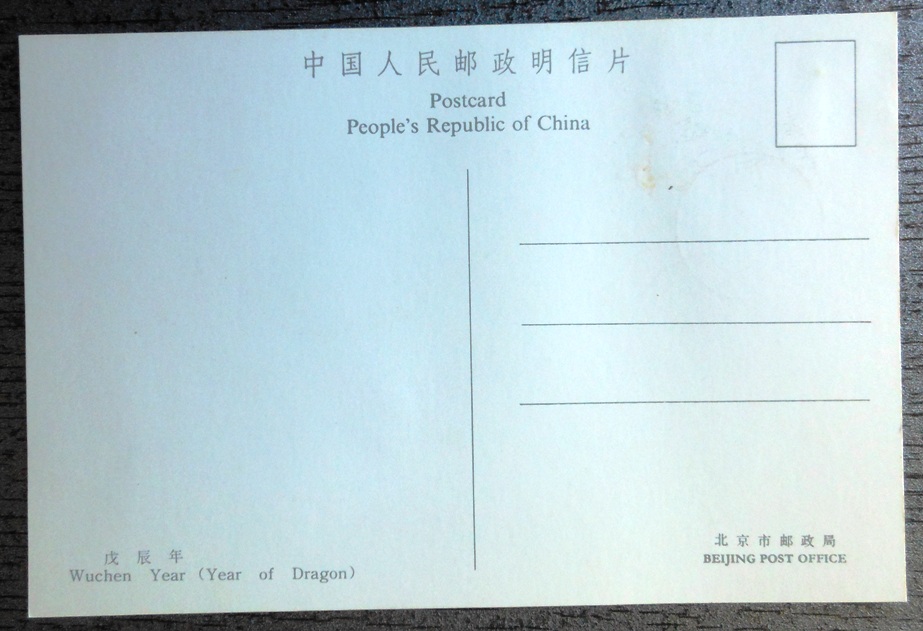 中国人民邮政明信片
Postcard
People's Republic of China
戊辰年
Wuchen Year (Year of Dragon)
北京市邮政局
BEIJING POST OFFICE